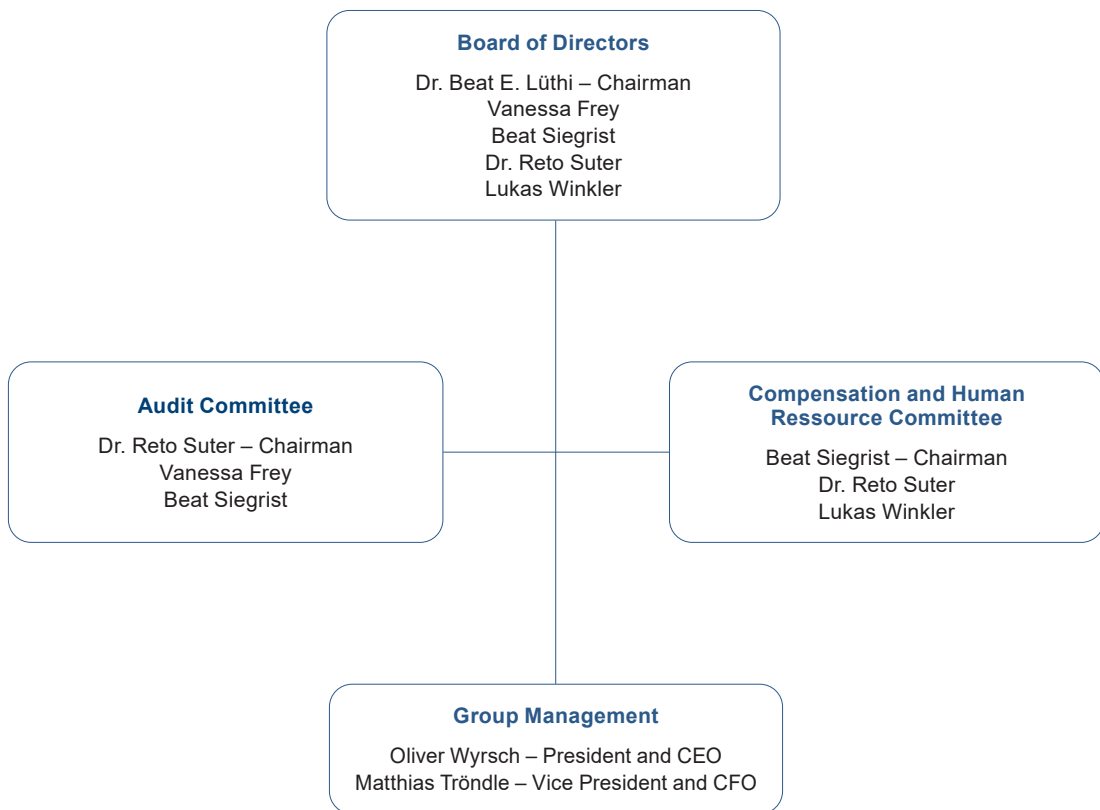 Board of Directors
Dr. Beat E. Lüthi – Chairman
Vanessa Frey
Beat Siegrist
Dr. Reto Suter
Lukas Winkler
Audit Committee
Dr. Reto Suter – Chairman
Vanessa Frey
Beat Siegrist
Compensation and Human
Ressource Committee
Beat Siegrist – Chairman
Dr. Reto Suter
Lukas Winkler
Group Management
Oliver Wyrsch – President and CEO
Matthias Tröndle – Vice President and CFO